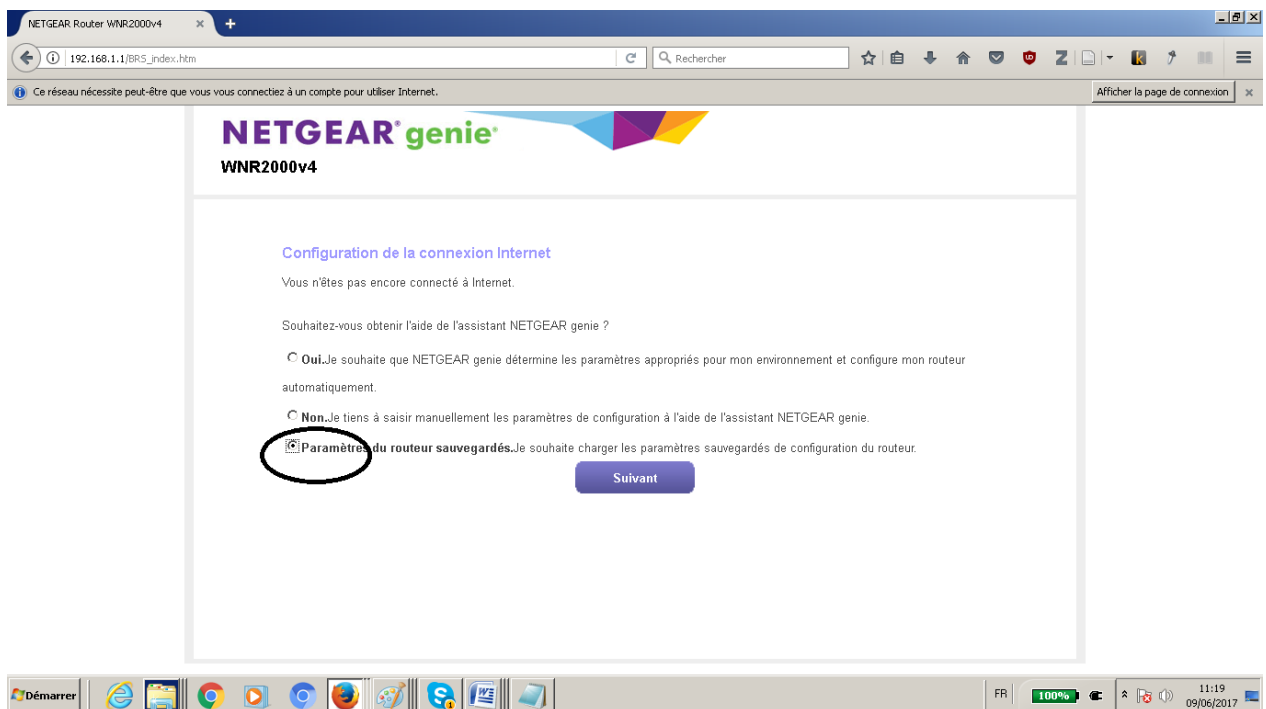 NETGEAR Router WNR2000v4
192.168.1.1/BRS_index.htm
Rechercher
Ce réseau nécessite peut-être que vous vous connectiez à un compte pour utiliser Internet.
Afficher la page de connexion
NETGEAR® genie®
WNR2000v4
Configuration de la connexion Internet
Vous n'êtes pas encore connecté à Internet.
Souhaitez-vous obtenir l'aide de l'assistant NETGEAR genie ?
Oui.Je souhaite que NETGEAR genie détermine les paramètres appropriés pour mon environnement et configure mon routeur
automatiquement.
Non.Je tiens à saisir manuellement les paramètres de configuration à l'aide de l'assistant NETGEAR genie.
Paramètres du routeur sauvegardés.Je souhaite charger les paramètres sauvegardés de configuration du routeur.
Suivant
Démarrer
FR
100%
11:19
09/06/2017